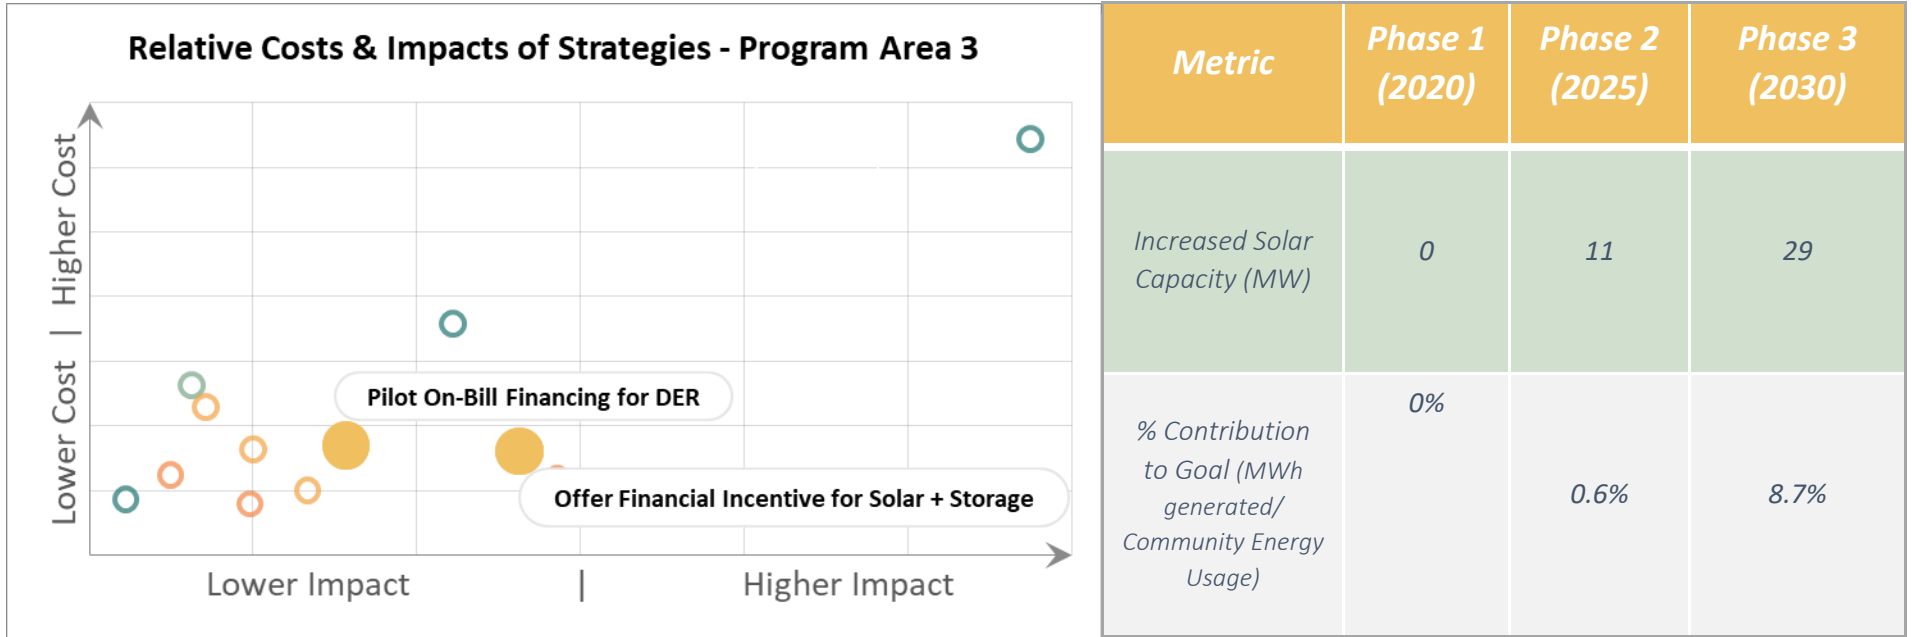 Relative Costs & Impacts of Strategies - Program Area 3
Lower Cost | Higher Cost
Pilot On-Bill Financing for DER
Offer Financial Incentive for Solar + Storage
Lower Impact | Higher Impact
Metric
Phase 1
(2020)
Phase 2
(2025)
Phase 3
(2030)
Increased Solar
Capacity (MW)
0
11
29
% Contribution
to Goal (MWh
generated/
Community Energy
Usage)
0%
0.6%
8.7%